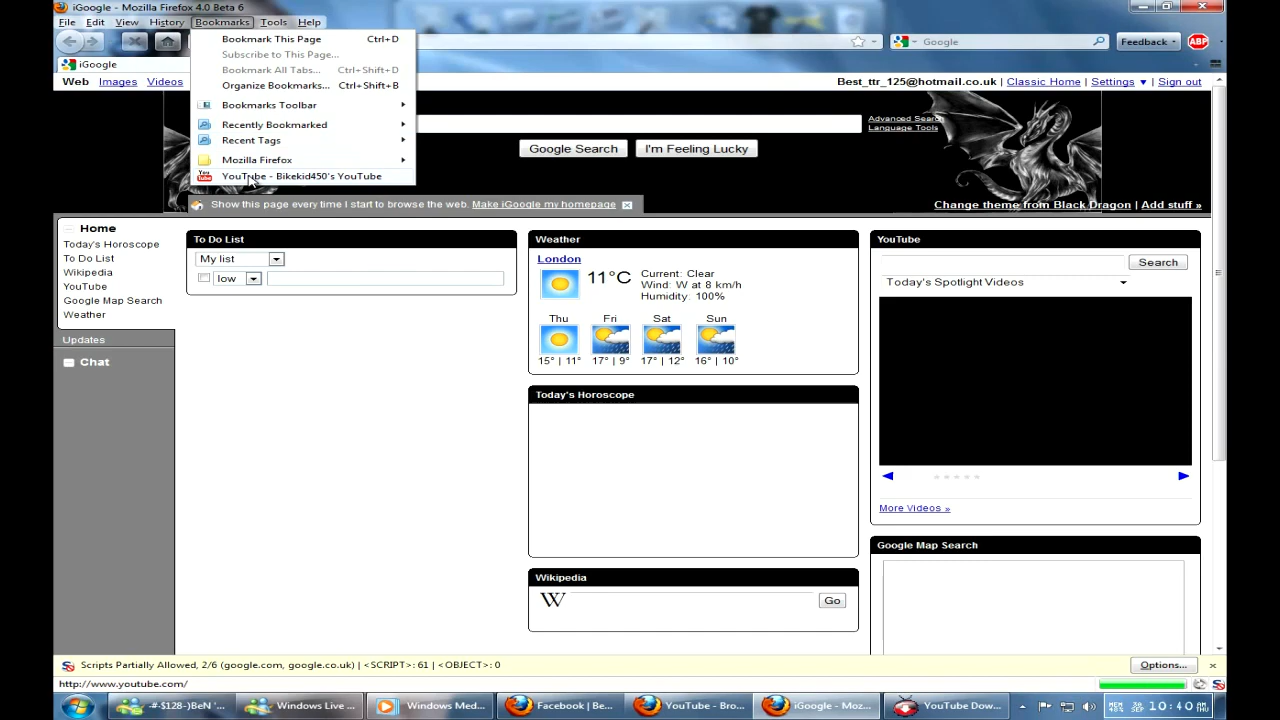 iGoogle - Mozilla Firefox 4.0 Beta 6
File Edit View History Bookmarks Tools Help
Bookmark This Page Ctrl+D
Subscribe to This Page...
Bookmark All Tabs... Ctrl+Shift+D
Organize Bookmarks... Ctrl+Shift+B
Bookmarks Toolbar
Recently Bookmarked
Recent Tags
Mozilla Firefox
YouTube - Bikekid450's YouTube
Google
Feedback
ABP
iGoogle
Web Images Videos
Best_ttr_125@hotmail.co.uk | Classic Home | Settings ▼ | Sign out
Advanced Search
Language Tools
Google Search
I'm Feeling Lucky
Show this page every time I start to browse the web. Make iGoogle my homepage
Change theme from Black Dragon | Add stuff »
Home
Today's Horoscope
To Do List
Wikipedia
YouTube
Google Map Search
Weather
Updates
Chat
To Do List
My list
low
Weather
London
11°C
Current: Clear
Wind: W at 8 km/h
Humidity: 100%
Thu Fri Sat Sun
15° | 11° 17° | 9° 17° | 12° 16° | 10°
Today's Horoscope
Wikipedia
W
Go
YouTube
Search
Today's Spotlight Videos
More Videos »
Google Map Search
Scripts Partially Allowed, 2/6 (google.com, google.co.uk) | <SCRIPT>: 61 | <OBJECT>: 0
Options...
http://www.youtube.com/
-#-$128-)BeN '...
Windows Live ...
Windows Med...
Facebook | Be...
YouTube - Bro...
iGoogle - Moz...
YouTube Dow...
10:40 PM